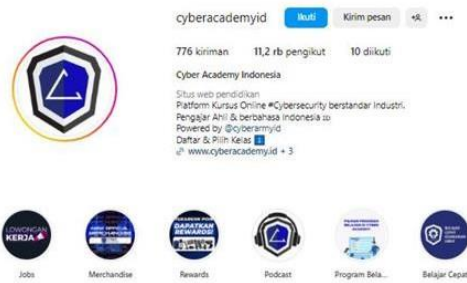 cyberacademyid Ikuti Kirim pesan
776 kiriman 11,2 rb pengikut 10 diikuti
Cyber Academy Indonesia
Situs web pendidikan
Platform Kursus Online #Cybersecurity berstandar Industri.
Pengajar Ahli & berbahasa Indonesia ID
Powered by @cyberarmyid
Daftar & Pilih Kelas
www.cyberacademy.id + 3
LOWONGAN
KERJA
DAPATKAN
REWARDS!
Jobs Merchandise Rewards Podcast Program Bela... Belajar Cepat